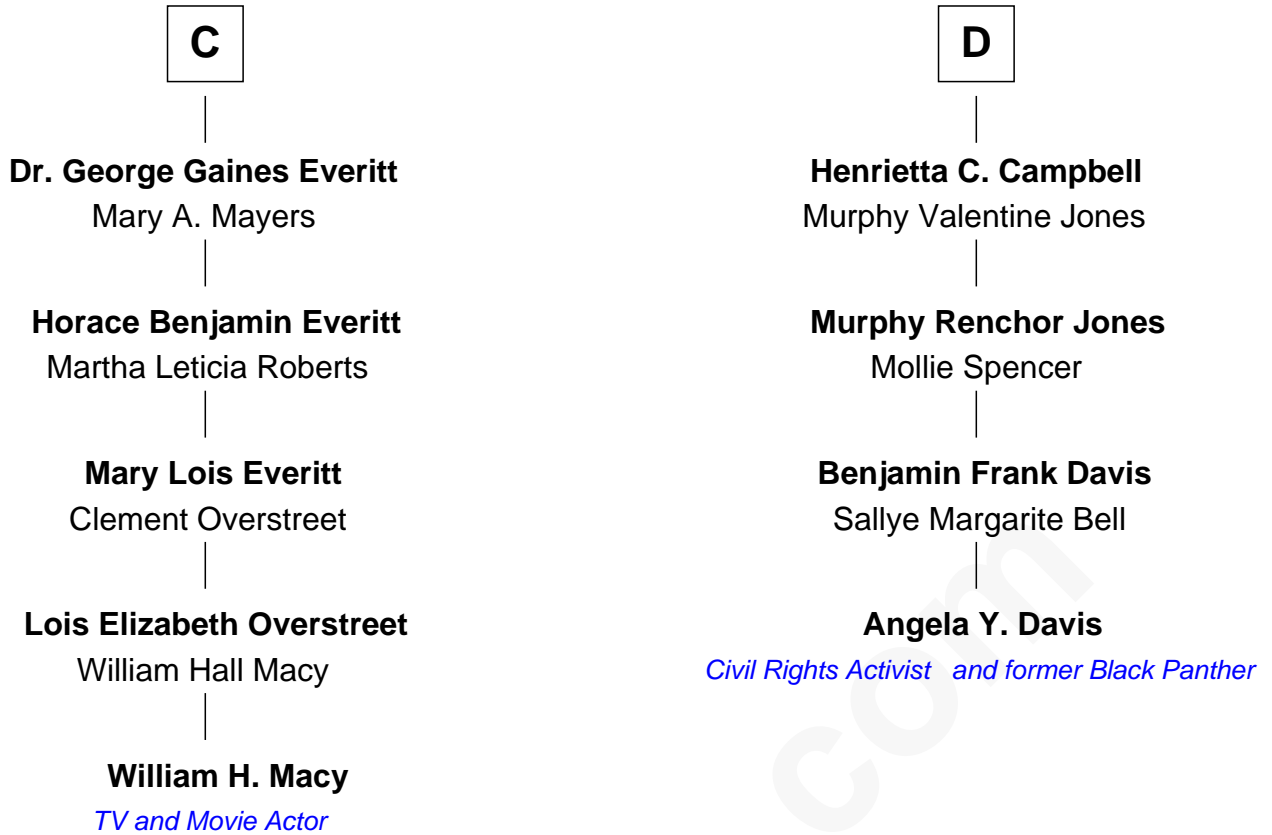 C
Dr. George Gaines Everitt
Mary A. Mayers
Horace Benjamin Everitt
Martha Leticia Roberts
Mary Lois Everitt
Clement Overstreet
Lois Elizabeth Overstreet
William Hall Macy
William H. Macy
TV and Movie Actor
D
Henrietta C. Campbell
Murphy Valentine Jones
Murphy Renchor Jones
Mollie Spencer
Benjamin Frank Davis
Sallye Margarite Bell
Angela Y. Davis
Civil Rights Activist and former Black Panther
com